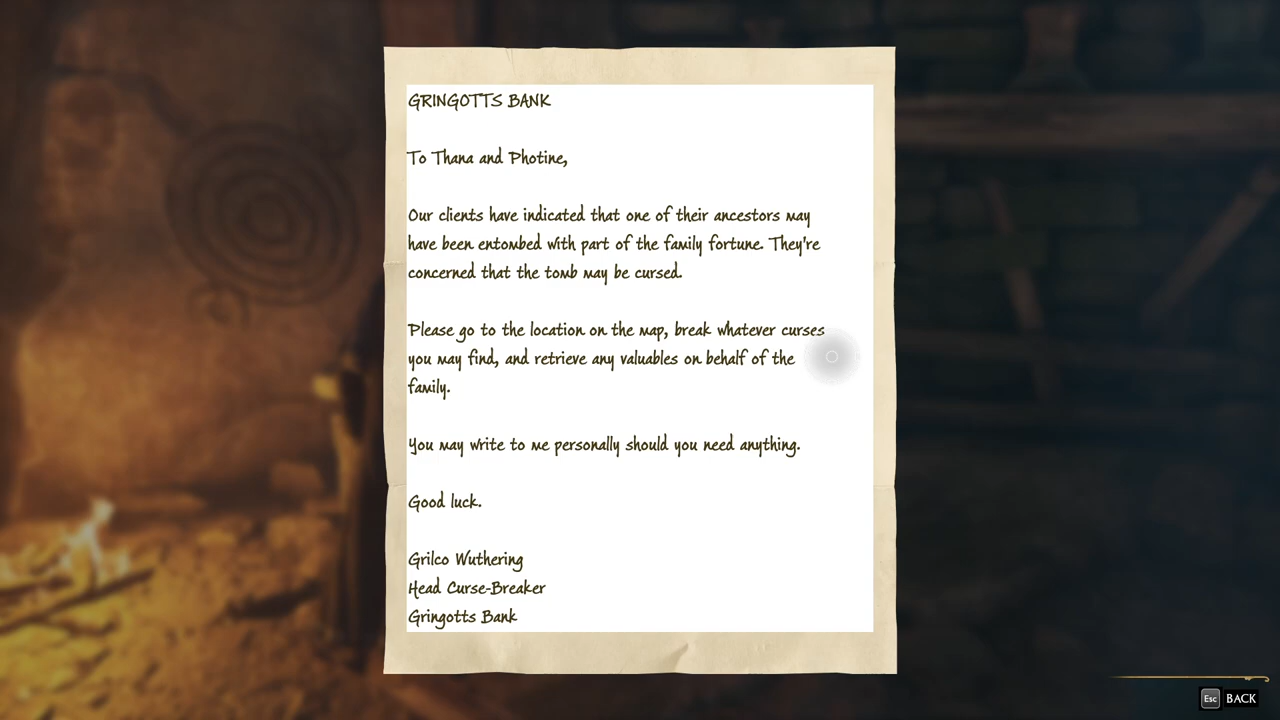 GRINGOTTS BANK
To Thana and Photine,
Our clients have indicated that one of their ancestors may
have been entombed with part of the family fortune. They're
concerned that the tomb may be cursed.
Please go to the location on the map, break whatever curses
you may find, and retrieve any valuables on behalf of the
family.
You may write to me personally should you need anything.
Good luck.
Grilco Wuthering
Head Curse-Breaker
Gringotts Bank
Esc BACK